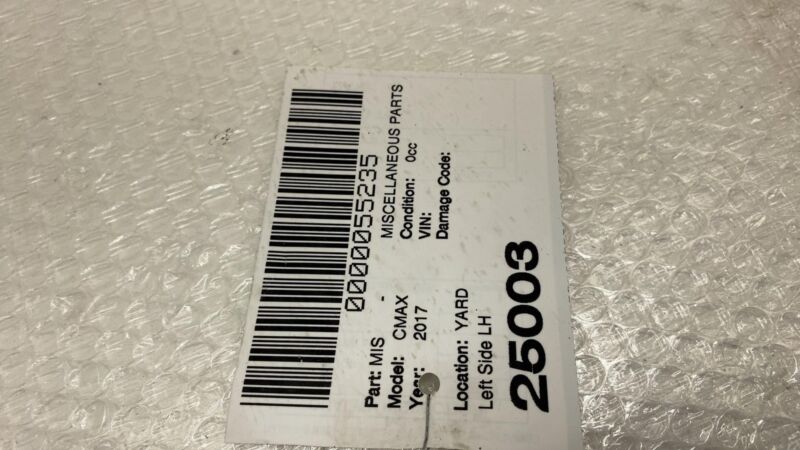 0000055235
Part: MIS - MISCELLANEOUS PARTS
Model: CMAX Condition: 0cc
Year: 2017 VIN:
Damage Code:
Location: YARD
Left Side LH
25003